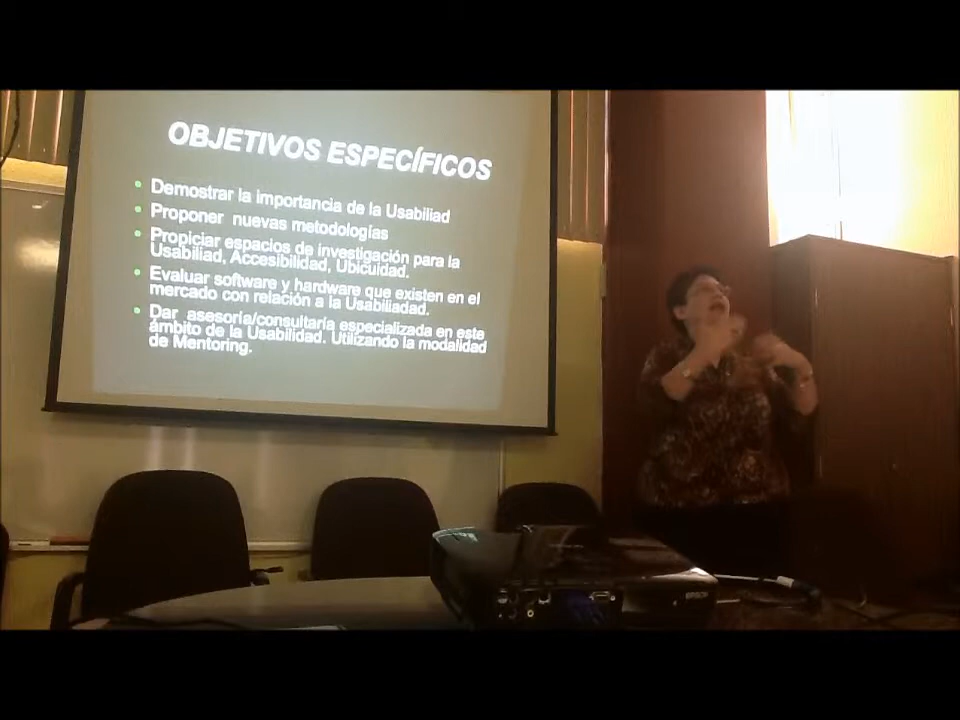 OBJETIVOS ESPECÍFICOS
Demostrar la importancia de la Usabiliad
Proponer nuevas metodologías
Propiciar espacios de investigación para la
Usabiliad, Accesibilidad, Ubicuidad.
Evaluar software y hardware que existen en el
mercado con relación a la Usabiliadad.
Dar asesoría/consultaría especializada en este
ámbito de la Usabilidad. Utilizando la modalidad
de Mentoring.
EPSON